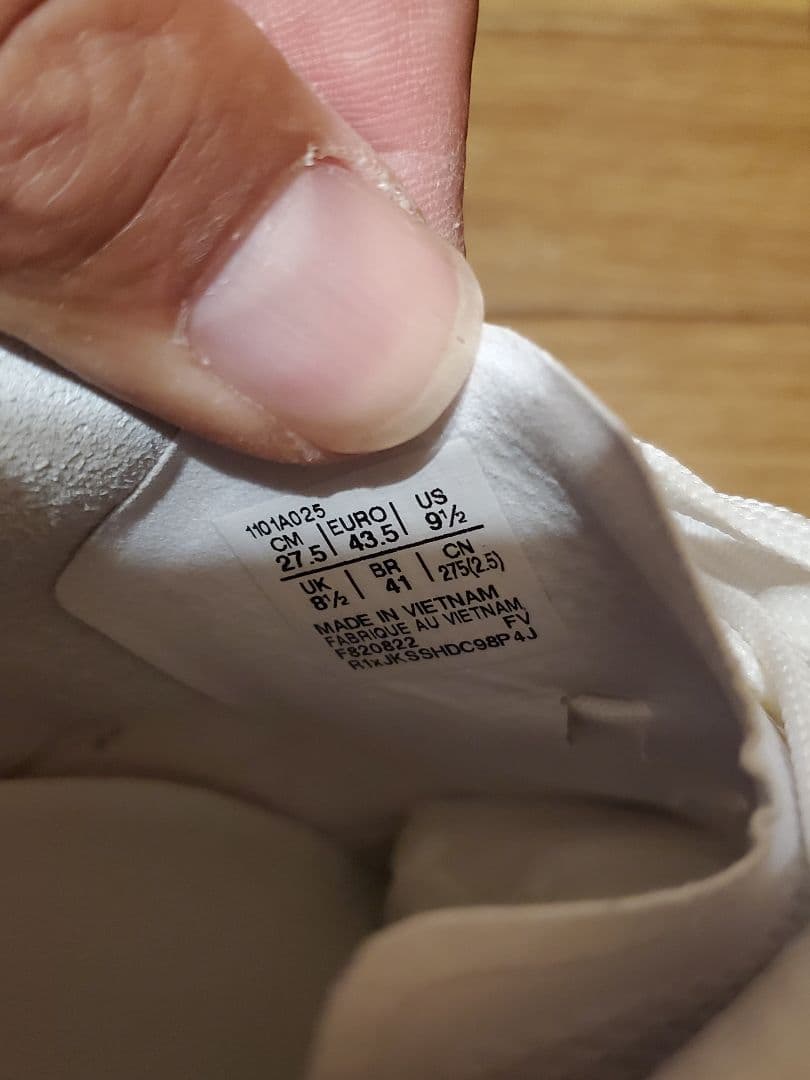 1101A025
CM | EURO | US
27.5 | 43.5 | 9½
UK | BR | CN
8½ | 41 | 275(2.5)
MADE IN VIETNAM
FABRIQUE AU VIETNAM
F820822 FV
R1xJKSSHDC98P4J